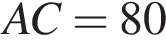 AC = 80